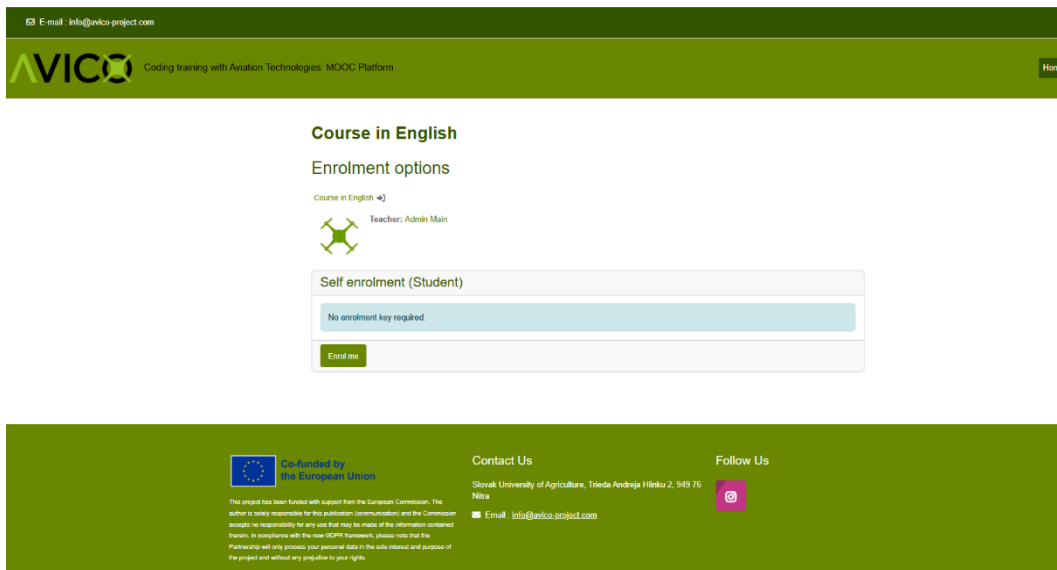 E-mail : info@avico-project.com
AVICO
Coding training with Aviation Technologies: MOOC Platform
Hom
Course in English
Enrolment options
Course in English
Teacher: Admin Main
Self enrolment (Student)
No enrolment key required.
Enrol me
Co-funded by
the European Union
This project has been funded with support from the European Commission. The
author is solely responsible for this publication (communication) and the Commission
accepts no responsibility for any use that may be made of the information contained
therein. In compliance with the new GDPR framework, please note that the
Partnership will only process your personal data in the sole interest and purpose of
the project and without any prejudice to your rights.
Contact Us
Slovak University of Agriculture, Trieda Andreja Hlinku 2, 949 76
Nitra
Email : info@avico-project.com
Follow Us